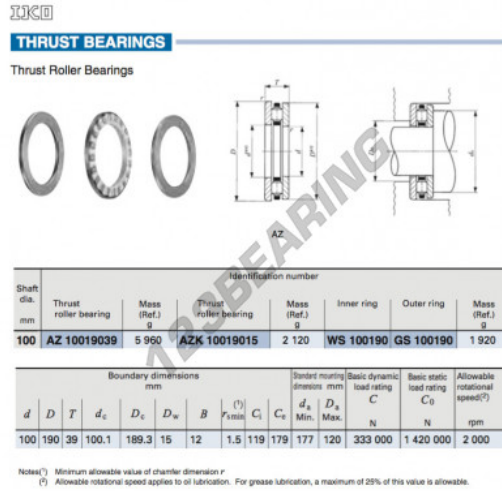 IKO
THRUST BEARINGS
Thrust Roller Bearings
T
r
D
d
AZ
123BEARING
Identification number
Shaft dia. mm
Thrust roller bearing
Mass (Ref.) g
Thrust roller bearing
Mass (Ref.) g
Inner ring
Outer ring
Mass (Ref.) g
100 AZ 10019039 5 960 AZK 10019015 2 120 WS 100190 GS 100190 1 920
Boundary dimensions mm
Standard mounting dimensions mm
Basic dynamic load rating C N
Basic static load rating C0 N
Allowable rotational speed(2) rpm
d D T dc Dc Dw B rs min (1) Ci Ce da Min. Da Max.
100 190 39 100.1 189.3 15 12 1.5 119 179 177 120 333 000 1 420 000 2 000
Notes(1) Minimum allowable value of chamfer dimension r
(2) Allowable rotational speed applies to oil lubrication. For grease lubrication, a maximum of 25% of this value is allowable.